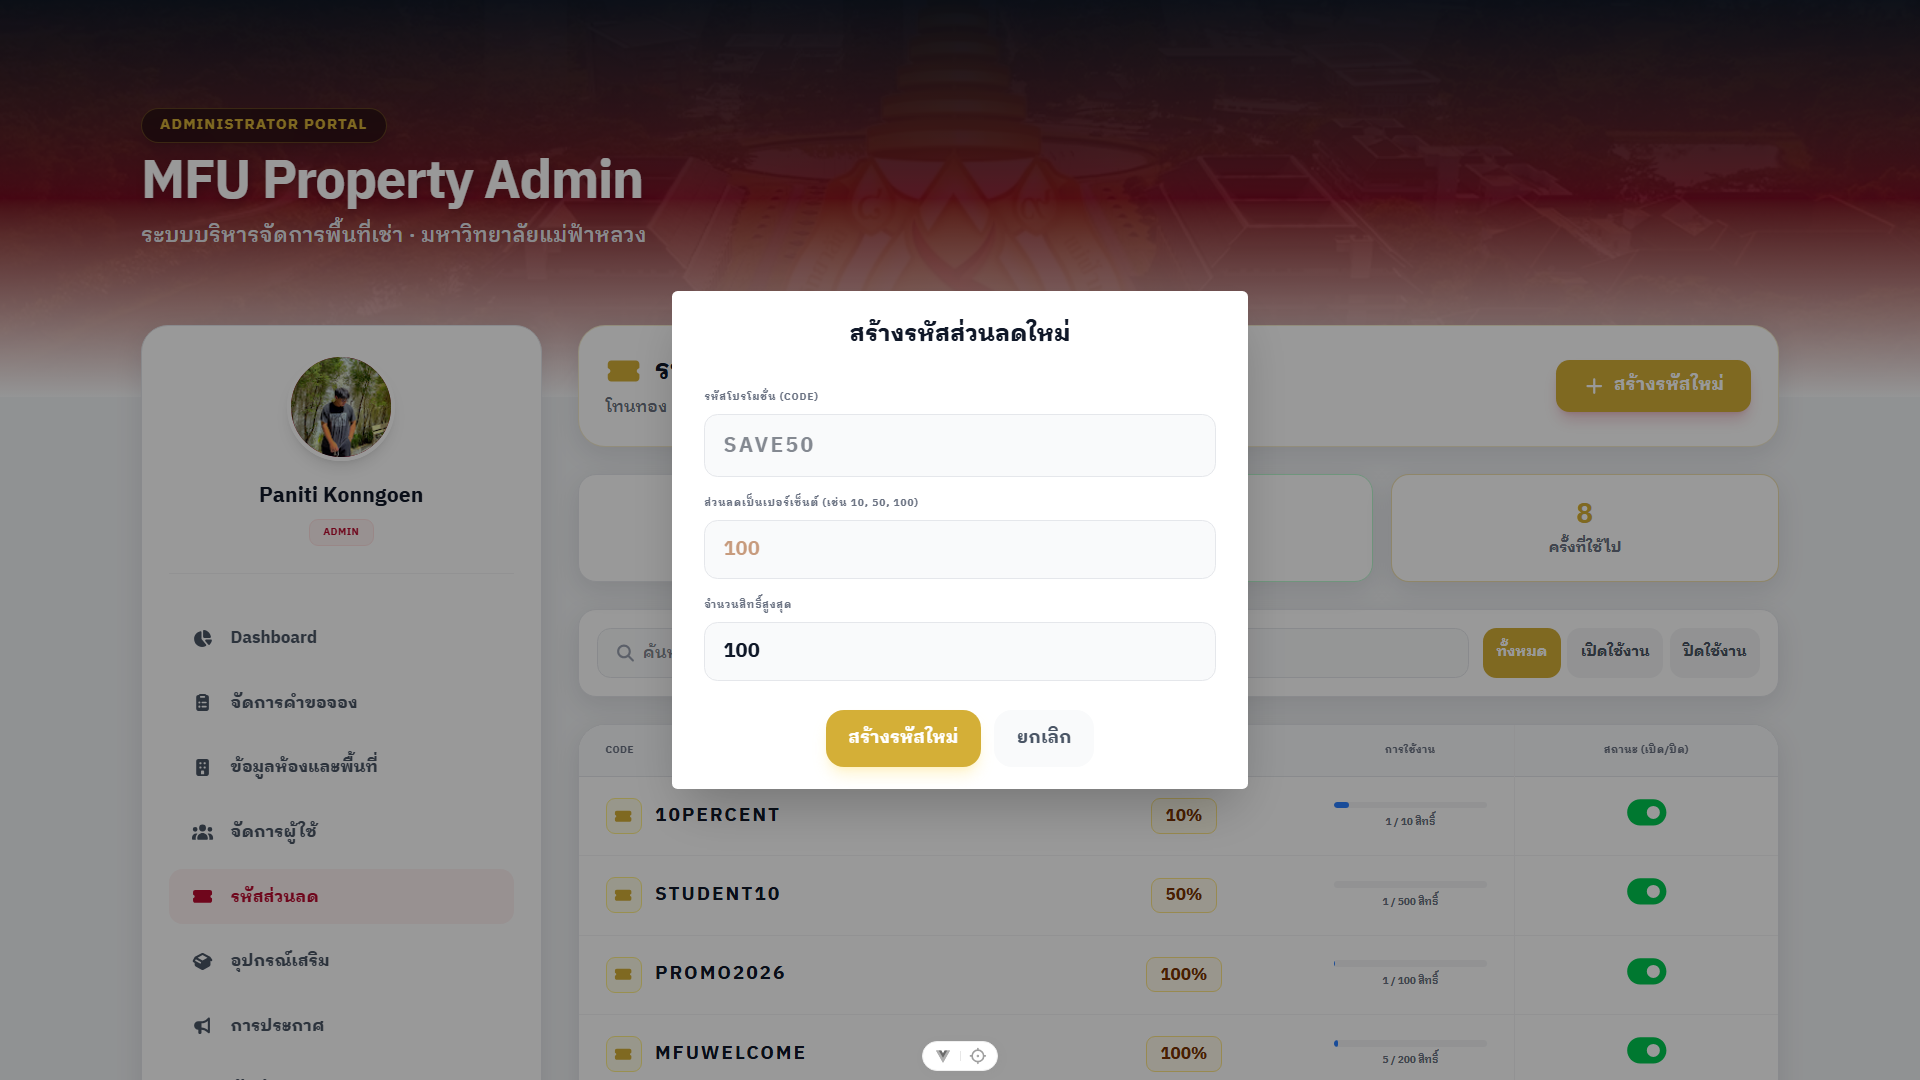 ADMINISTRATOR PORTAL
MFU Property Admin
ระบบบริหารจัดการพื้นที่เช่า · มหาวิทยาลัยแม่ฟ้าหลวง
Paniti Konngoen
ADMIN
Dashboard
จัดการคำขอจอง
ข้อมูลห้องและพื้นที่
จัดการผู้ใช้
รหัสส่วนลด
อุปกรณ์เสริม
การประกาศ
โทนทอง
สร้างรหัสใหม่
8
ครั้งที่ใช้ไป
ทั้งหมด
เปิดใช้งาน
ปิดใช้งาน
สร้างรหัสส่วนลดใหม่
รหัสโปรโมชั่น (CODE)
SAVE50
ส่วนลดเป็นเปอร์เซ็นต์ (เช่น 10, 50, 100)
100
จำนวนสิทธิ์สูงสุด
100
สร้างรหัสใหม่
ยกเลิก
CODE
การใช้งาน
สถานะ (เปิด/ปิด)
10PERCENT
10%
1 / 10 สิทธิ์
STUDENT10
50%
1 / 500 สิทธิ์
PROMO2026
100%
1 / 100 สิทธิ์
MFUWELCOME
100%
5 / 200 สิทธิ์